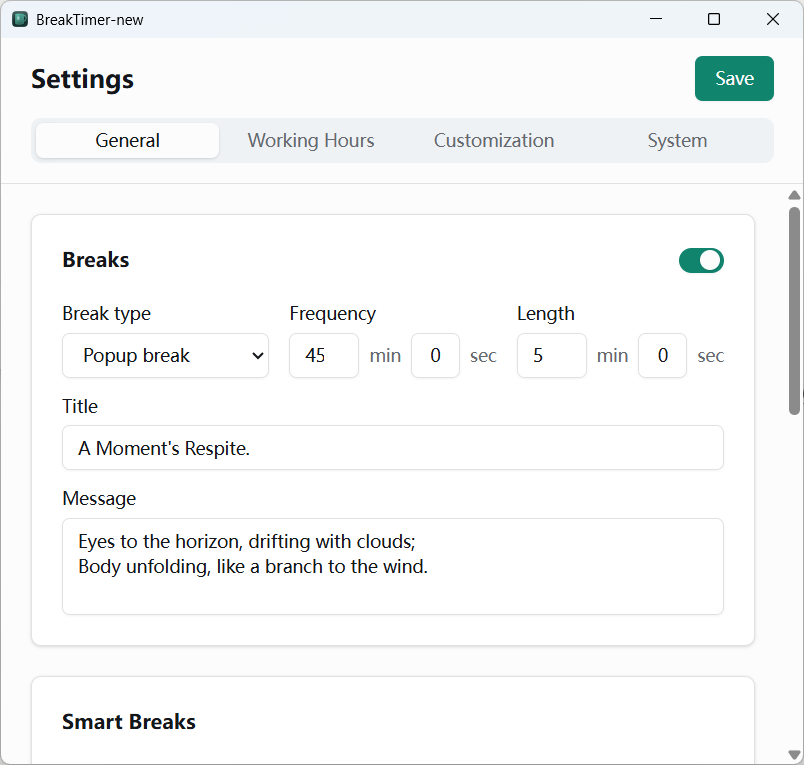 BreakTimer-new
Settings
Save
General
Working Hours
Customization
System
Breaks
Break type
Frequency
Length
Popup break
45 min 0 sec
5 min 0 sec
Title
A Moment's Respite.
Message
Eyes to the horizon, drifting with clouds;
Body unfolding, like a branch to the wind.
Smart Breaks